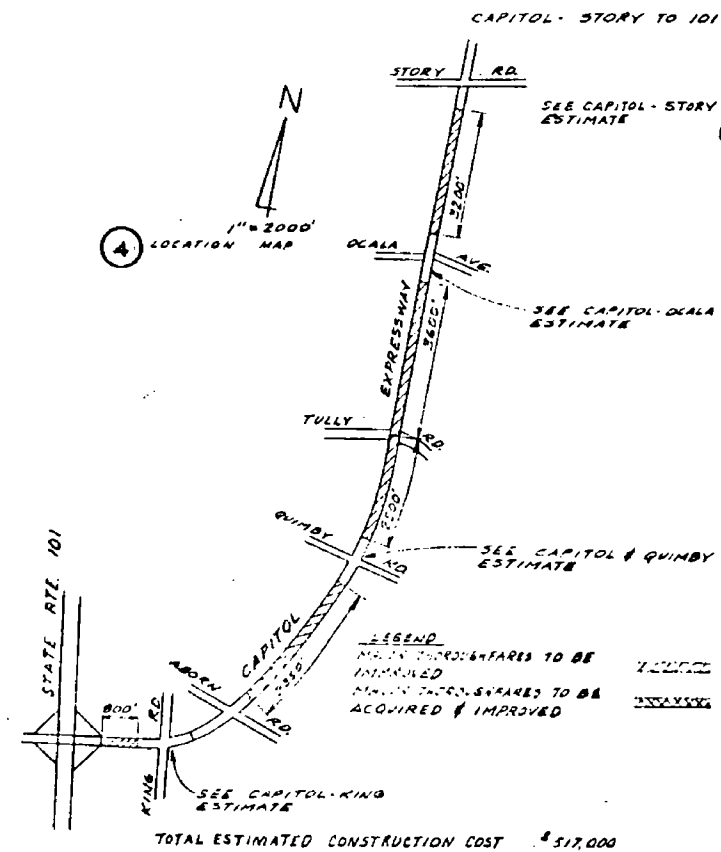 CAPITOL - STORY TO 101
STORY RD.
SEE CAPITOL - STORY
ESTIMATE
N
1" = 2000'
A LOCATION MAP
OCALA AVE.
SEE CAPITOL - OCALA
ESTIMATE
3600'
EXPRESSWAY
TULLY RD.
2500'
QUIMBY RD.
SEE CAPITOL & QUIMBY
ESTIMATE
STATE RTE. 101
CAPITOL
ABORN RD.
LEGEND
MAJOR THOROUGHFARES TO BE
IMPROVED
MAJOR THOROUGHFARES TO BE
ACQUIRED & IMPROVED
800'
KING RD.
SEE CAPITOL - KING
ESTIMATE
TOTAL ESTIMATED CONSTRUCTION COST $ 517,000